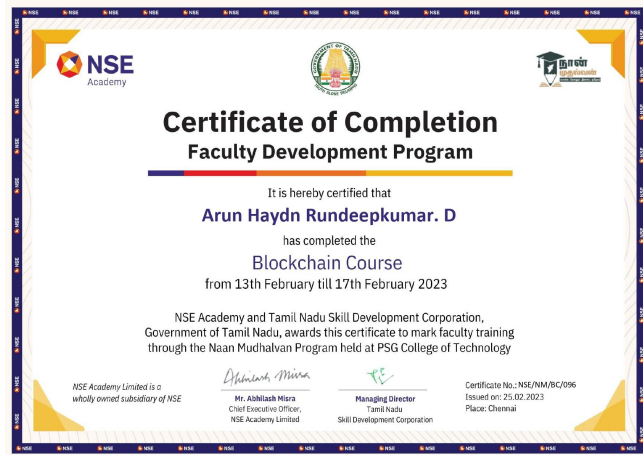 NSE
Academy
நான்
முதல்வன்
Certificate of Completion
Faculty Development Program
It is hereby certified that
Arun Haydn Rundeepkumar. D
has completed the
Blockchain Course
from 13th February till 17th February 2023
NSE Academy and Tamil Nadu Skill Development Corporation,
Government of Tamil Nadu, awards this certificate to mark faculty training
through the Naan Mudhalvan Program held at PSG College of Technology
Abhilash Misra
NSE Academy Limited is a
wholly owned subsidiary of NSE
Mr. Abhilash Misra
Chief Executive Officer,
NSE Academy Limited
Managing Director
Tamil Nadu
Skill Development Corporation
Certificate No.: NSE/NM/BC/096
Issued on: 25.02.2023
Place: Chennai